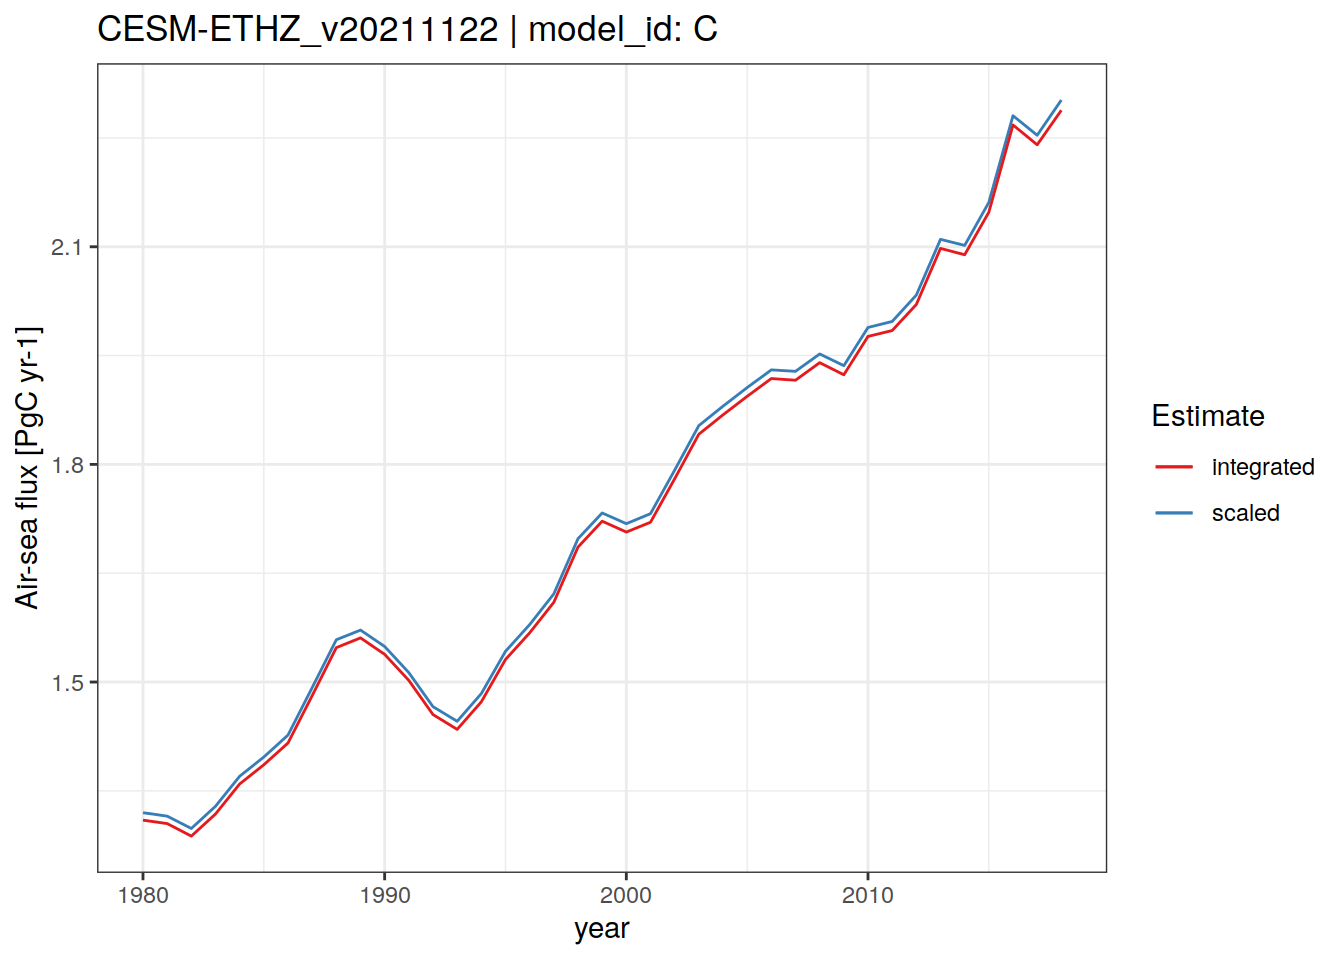 CESM-ETHZ_v20211122 | model_id: C
Air-sea flux [PgC yr-1]
2.1
1.8
1.5
1980
1990
2000
2010
year
Estimate
integrated
scaled